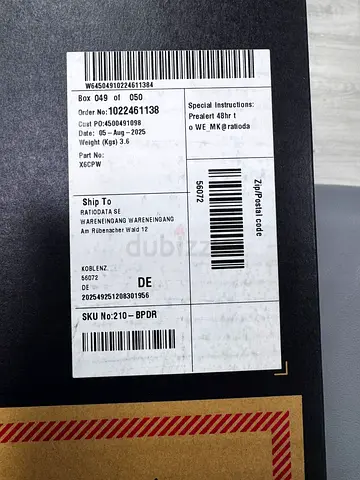 W64504910224611384
Box 049 of 050
Order No:1022461138
Cust PO:4500491098
Date: 05-Aug-2025
Weight (Kgs) 3.6
Part No:
X6CPW
Special Instructions:
Prealert 48hr t
o WE_MK@ratioda
Ship To
RATIODATA SE
WARENEINGANG WARENEINGANG
Am Rübenacher Wald 12
KOBLENZ,
56072
DE
DE
202549251208301956
56072
Zip/Postal code
SKU No:210-BPDR
dubizzle